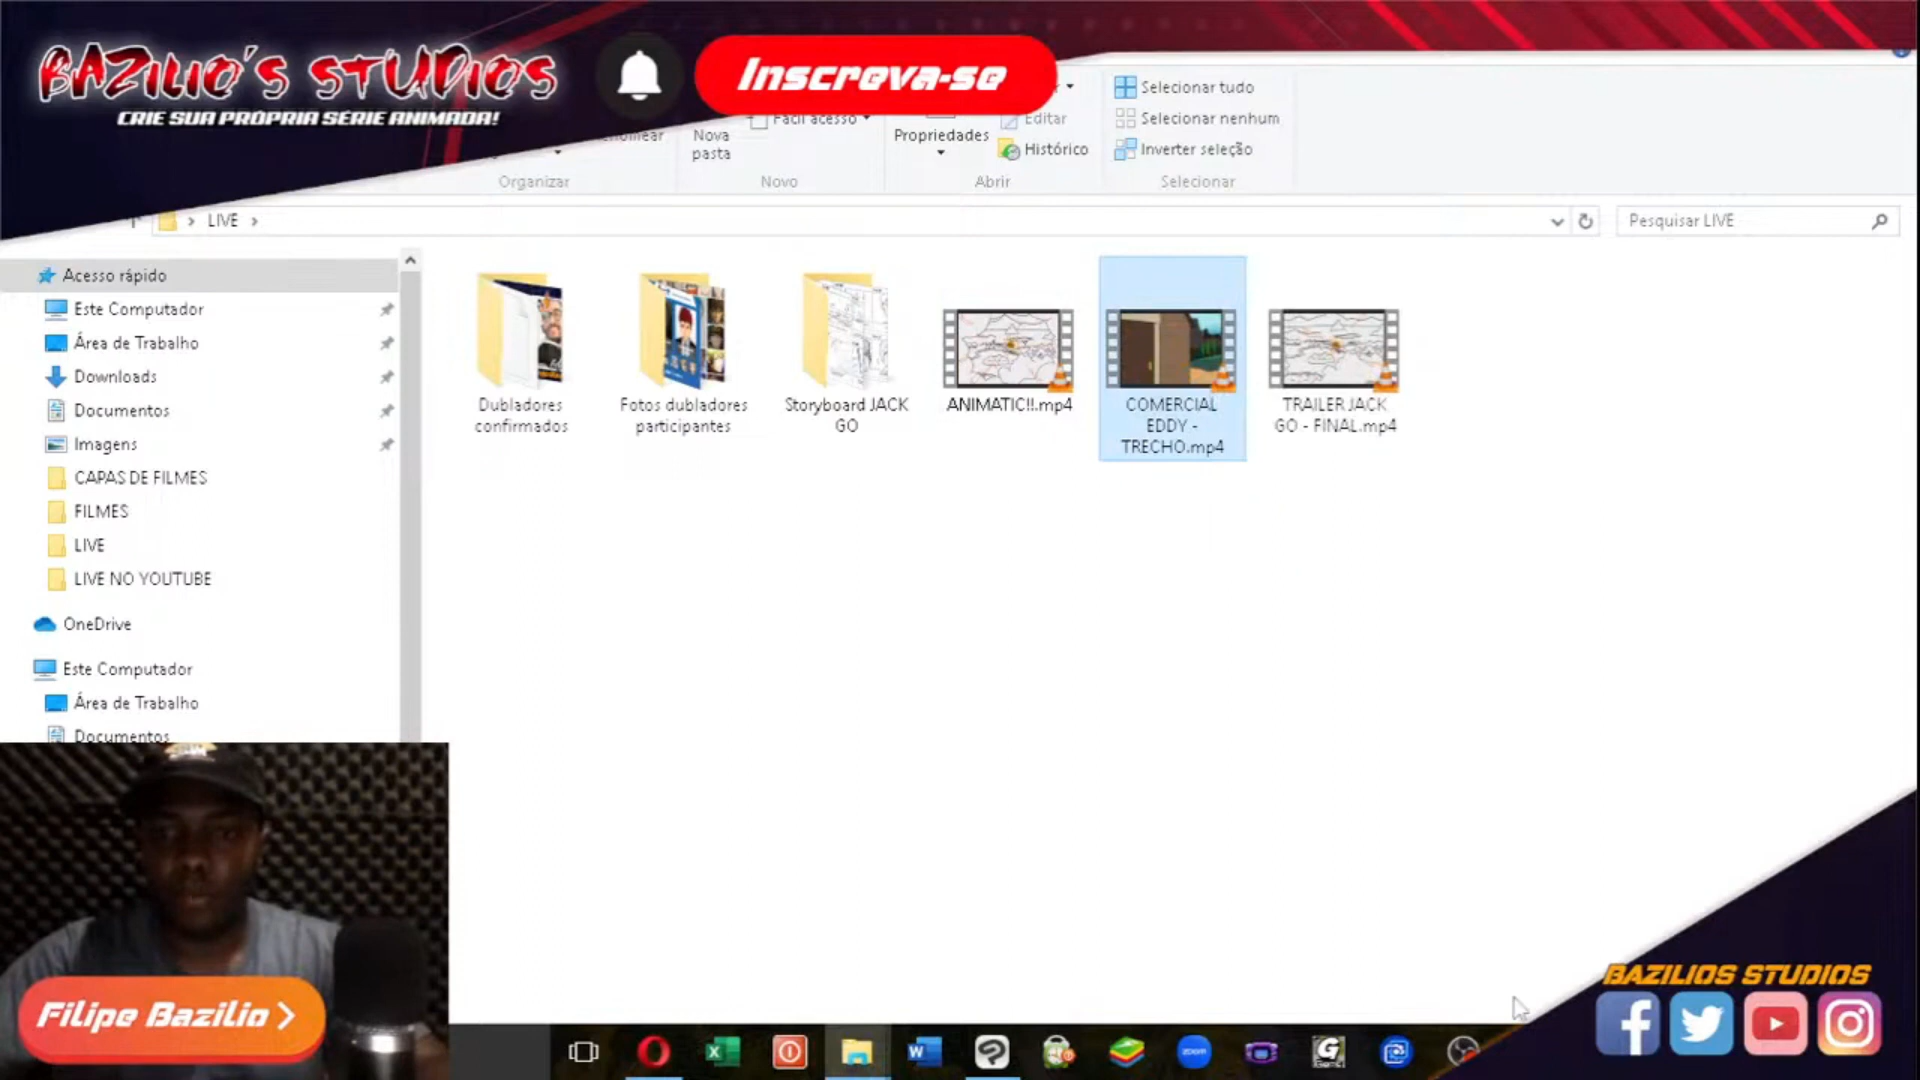 BAZILIO'S STUDIOS
CRIE SUA PRÓPRIA SÉRIE ANIMADA!
Inscreva-se
Selecionar tudo
Fácil acesso
Editar
Selecionar nenhum
Nova
pasta
Propriedades
Histórico
Inverter seleção
Organizar
Novo
Abrir
Selecionar
LIVE
Pesquisar LIVE
Acesso rápido
Este Computador
Área de Trabalho
Downloads
Documentos
Imagens
CAPAS DE FILMES
FILMES
LIVE
LIVE NO YOUTUBE
OneDrive
Este Computador
Área de Trabalho
Documentos
Dubladores
confirmados
Fotos dubladores
participantes
Storyboard JACK
GO
ANIMATIC!!.mp4
COMERCIAL
EDDY -
TRECHO.mp4
TRAILER JACK
GO - FINAL.mp4
Filipe Bazilio
BAZILIOS STUDIOS
zoom